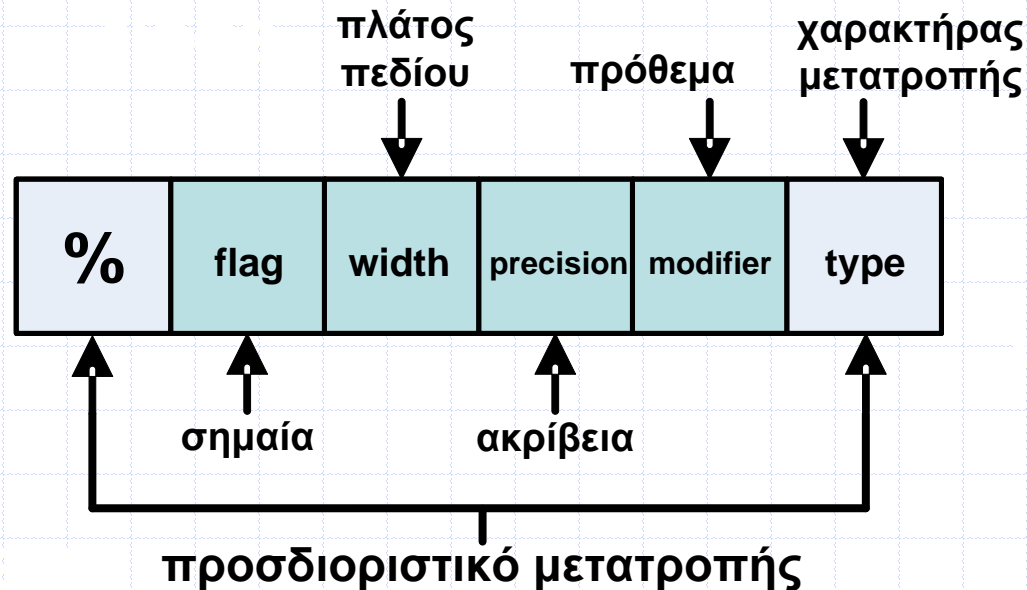 πλάτος
πεδίου
πρόθεμα
χαρακτήρας
μετατροπής
% flag width precision modifier type
σημαία
ακρίβεια
προσδιοριστικό μετατροπής